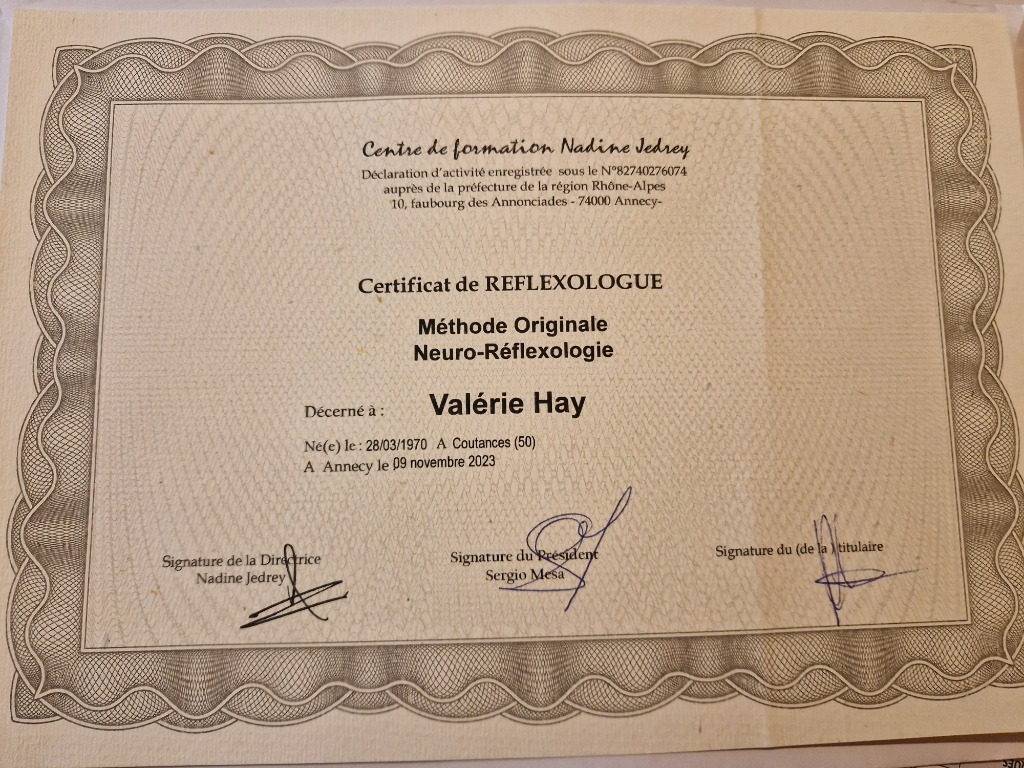 Centre de formation Nadine Jedrey
Déclaration d'activité enregistrée sous le N°82740276074
auprès de la préfecture de la région Rhône-Alpes
10, faubourg des Annonciades - 74000 Annecy-
Certificat de REFLEXOLOGUE
Méthode Originale
Neuro-Réflexologie
Décerné à : Valérie Hay
Né(e) le : 28/03/1970 A Coutances (50)
A Annecy le 09 novembre 2023
Signature de la Directrice
Nadine Jedrey
Signature du Président
Sergio Mesa
Signature du (de la ) titulaire